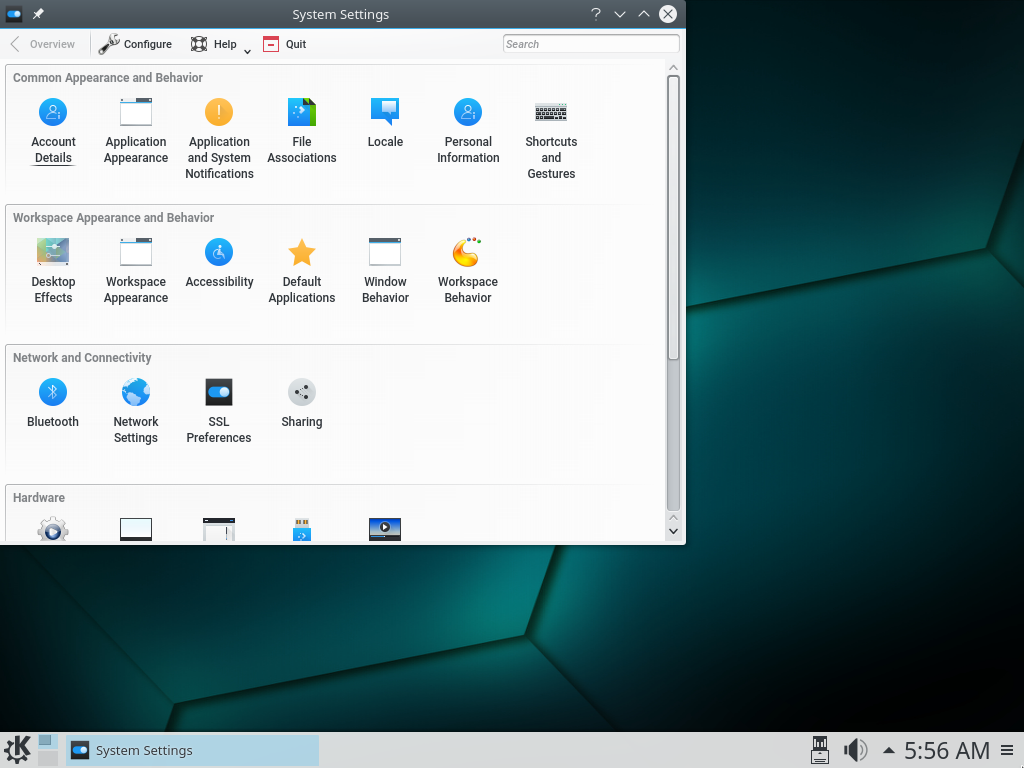 System Settings
Overview
Configure
Help
Quit
Search
Common Appearance and Behavior
Account
Details
Application
Appearance
Application
and System
Notifications
File
Associations
Locale
Personal
Information
Shortcuts
and
Gestures
Workspace Appearance and Behavior
Desktop
Effects
Workspace
Appearance
Accessibility
Default
Applications
Window
Behavior
Workspace
Behavior
Network and Connectivity
Bluetooth
Network
Settings
SSL
Preferences
Sharing
Hardware
System Settings
5:56 AM